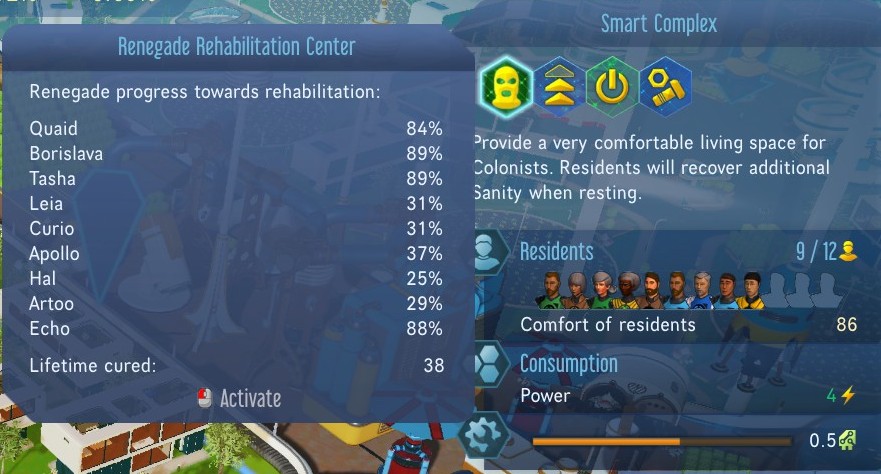 Renegade Rehabilitation Center
Renegade progress towards rehabilitation:
Quaid 84%
Borislava 89%
Tasha 89%
Leia 31%
Curio 31%
Apollo 37%
Hal 25%
Artoo 29%
Echo 88%
Lifetime cured: 38
Activate
Smart Complex
Provide a very comfortable living space for
Colonists. Residents will recover additional
Sanity when resting.
Residents 9 / 12
Comfort of residents 86
Consumption
Power 4
0.5